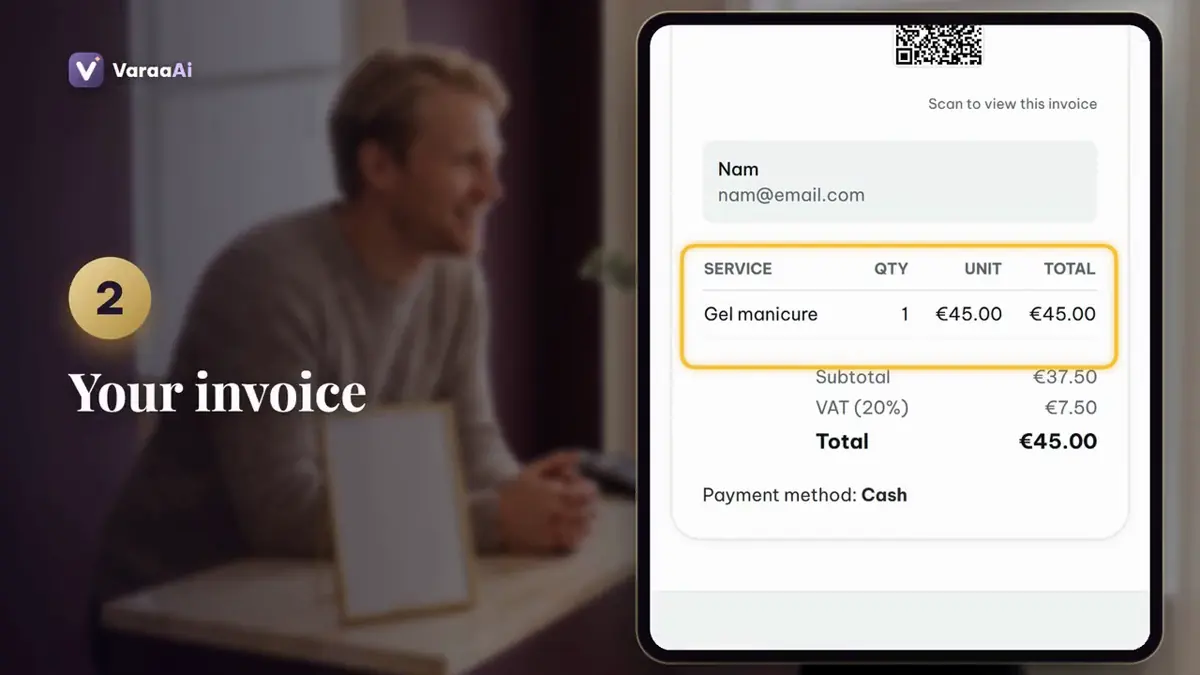 VaraaAi
2
Your invoice
Scan to view this invoice
Nam
nam@email.com
SERVICE QTY UNIT TOTAL
Gel manicure 1 €45.00 €45.00
Subtotal €37.50
VAT (20%) €7.50
Total €45.00
Payment method: Cash